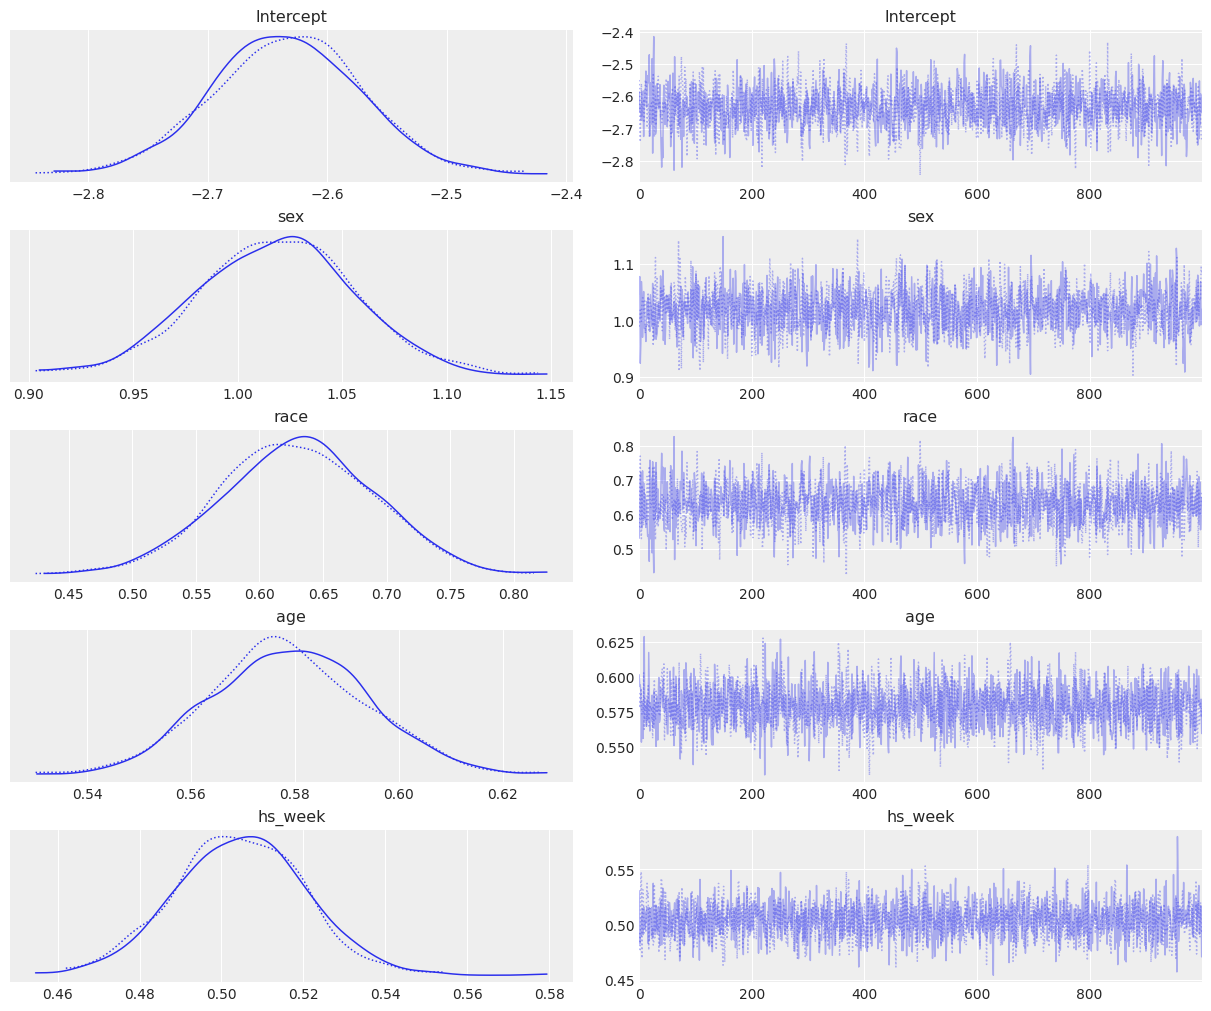 Intercept Intercept
−2.4
−2.5
−2.6
−2.7
−2.8
−2.8 −2.7 −2.6 −2.5 −2.4 0 200 400 600 800
sex sex
1.1
1.0
0.9
0.90 0.95 1.00 1.05 1.10 1.15 0 200 400 600 800
race race
0.8
0.7
0.6
0.5
0.45 0.50 0.55 0.60 0.65 0.70 0.75 0.80 0 200 400 600 800
age age
0.625
0.600
0.575
0.550
0.54 0.56 0.58 0.60 0.62 0 200 400 600 800
hs_week hs_week
0.55
0.50
0.45
0.46 0.48 0.50 0.52 0.54 0.56 0.58 0 200 400 600 800